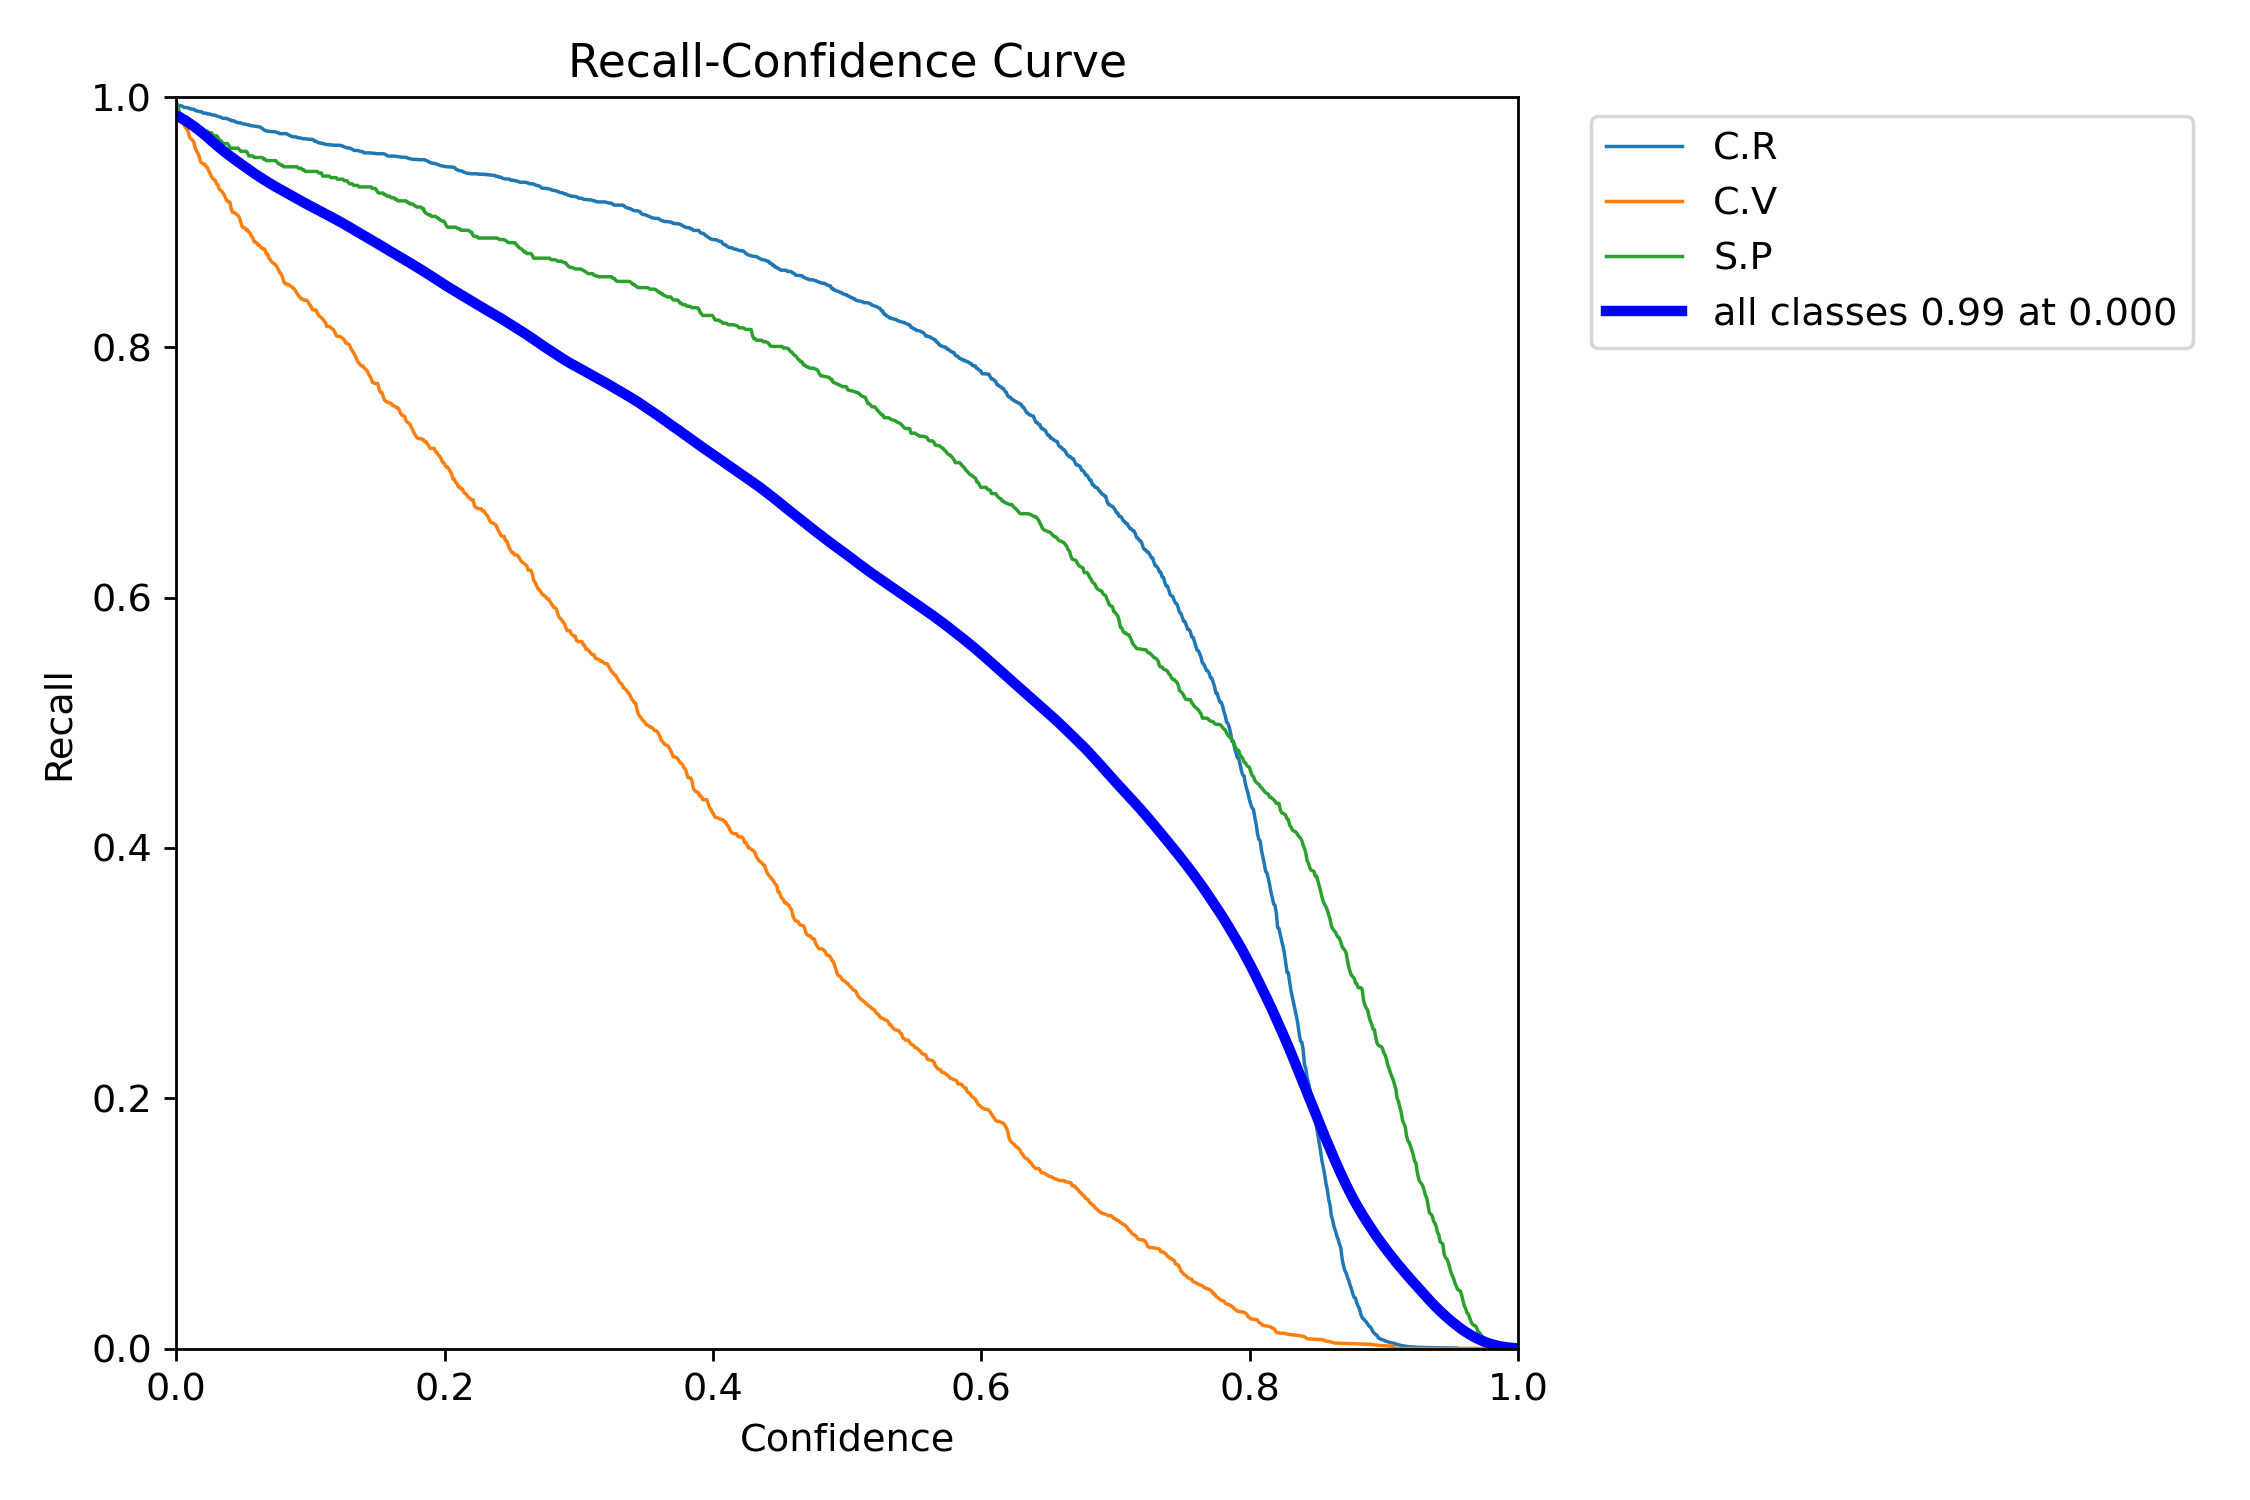 Recall-Confidence Curve
1.0
0.8
0.6
0.4
0.2
0.0
Recall
0.0 0.2 0.4 0.6 0.8 1.0
Confidence
C.R
C.V
S.P
all classes 0.99 at 0.000